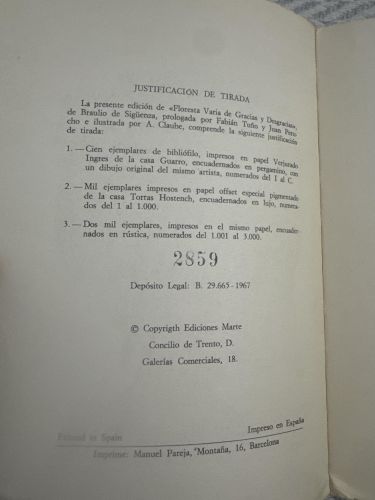 JUSTIFICACION DE TIRADA
La presente edición de «Floresta Varia de Gracias y Desgracias»,
de Braulio de Sigüenza, prologada por Fabián Tufio y Juan Peru
cho e ilustrada por A. Claube, comprende la siguiente justificación
de tirada:
1. — Cien ejemplares de bibliófilo, impresos en papel Verjurado
Ingres de la casa Guarro, encuadernados en pergamino, con
un dibujo original del mismo artista, numerados del I al C.
2. — Mil ejemplares impresos en papel offset especial pigmentado
de la casa Torras Hostench, encuadernados en lujo, numera-
dos del 1 al 1.000.
3. — Dos mil ejemplares, impresos en el mismo papel, encuader-
nados en rústica, numerados del 1.001 al 3.000.
2859
Depósito Legal: B. 29.665-1967
© Copyrigth Ediciones Marte
Concilio de Trento, D.
Galerías Comerciales, 18.
Printed in Spain
Impreso en España
Imprime: Manuel Pareja, Montaña, 16, Barcelona